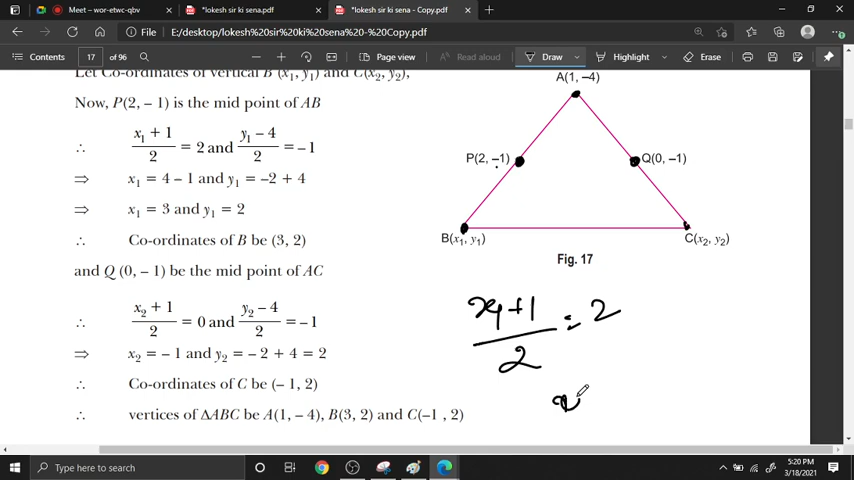 Meet – wor-etwc-qbv
*lokesh sir ki sena.pdf
*lokesh sir ki sena - Copy.pdf
File
E:/desktop/lokesh%20sir%20ki%20sena%20-%20Copy.pdf
Contents
17
of 96
Page view
Read aloud
Draw
Highlight
Erase
Let Co-ordinates of vertical B (x₁, y₁) and C(x₂, y₂),
Now, P(2, – 1) is the mid point of AB
∴ (x₁ + 1)/2 = 2 and (y₁ – 4)/2 = – 1
⇒ x₁ = 4 – 1 and y₁ = –2 + 4
⇒ x₁ = 3 and y₁ = 2
∴ Co-ordinates of B be (3, 2)
and Q (0, – 1) be the mid point of AC
∴ (x₂ + 1)/2 = 0 and (y₂ – 4)/2 = – 1
⇒ x₂ = – 1 and y₂ = – 2 + 4 = 2
∴ Co-ordinates of C be (– 1, 2)
∴ vertices of ΔABC be A(1, – 4), B(3, 2) and C(–1 , 2)
A(1, –4)
P(2, –1)
Q(0, –1)
B(x₁, y₁)
C(x₂, y₂)
Fig. 17
(x₁+1)/2 = 2
Type here to search
5:20 PM
3/18/2021